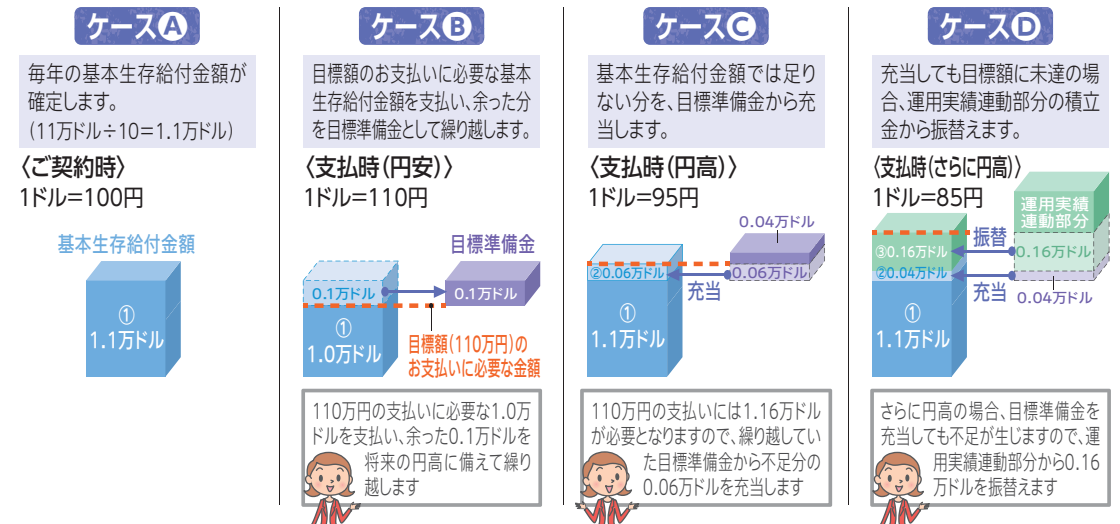 ケースA
毎年の基本生存給付金額が
確定します。
(11万ドル÷10=1.1万ドル)
〈ご契約時〉
1ドル=100円
基本生存給付金額
①
1.1万ドル
ケースB
目標額のお支払いに必要な基本
生存給付金額を支払い、余った分
を目標準備金として繰り越します。
〈支払時(円安)〉
1ドル=110円
目標準備金
0.1万ドル
0.1万ドル
①
1.0万ドル
目標額(110万円)の
お支払いに必要な金額
110万円の支払いに必要な1.0万
ドルを支払い、余った0.1万ドルを
将来の円高に備えて繰り
越します
ケースC
基本生存給付金額では足り
ない分を、目標準備金から充
当します。
〈支払時(円高)〉
1ドル=95円
0.04万ドル
②0.06万ドル
0.06万ドル
充当
①
1.1万ドル
110万円の支払いには1.16万ドル
が必要となりますので、繰り越してい
た目標準備金から不足分の
0.06万ドルを充当します
ケースD
充当しても目標額に未達の場
合、運用実績連動部分の積立
金から振替えます。
〈支払時(さらに円高)〉
1ドル=85円
運用実績
連動部分
振替
③0.16万ドル
0.16万ドル
②0.04万ドル
充当
0.04万ドル
①
1.1万ドル
さらに円高の場合、目標準備金を
充当しても不足が生じますので、運
用実績連動部分から0.16
万ドルを振替えます